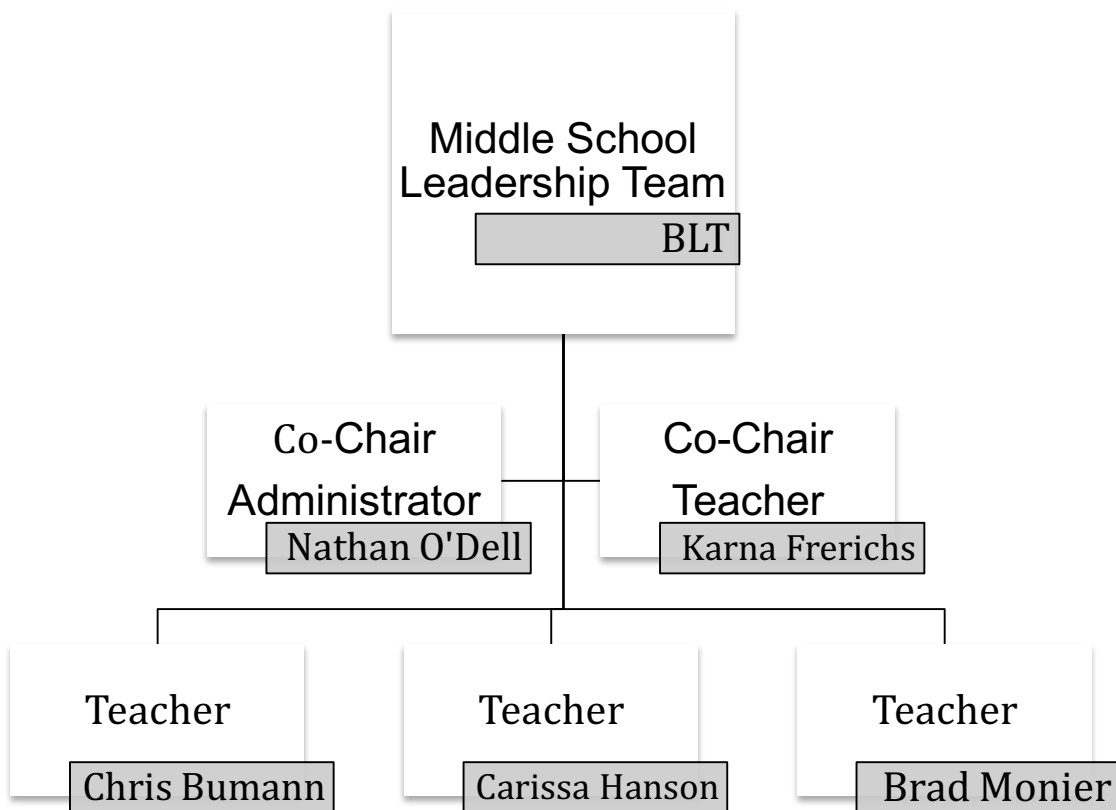 Middle School
Leadership Team
BLT
Co-Chair
Administrator
Nathan O'Dell
Co-Chair
Teacher
Karna Frerichs
Teacher
Chris Bumann
Teacher
Carissa Hanson
Teacher
Brad Monier